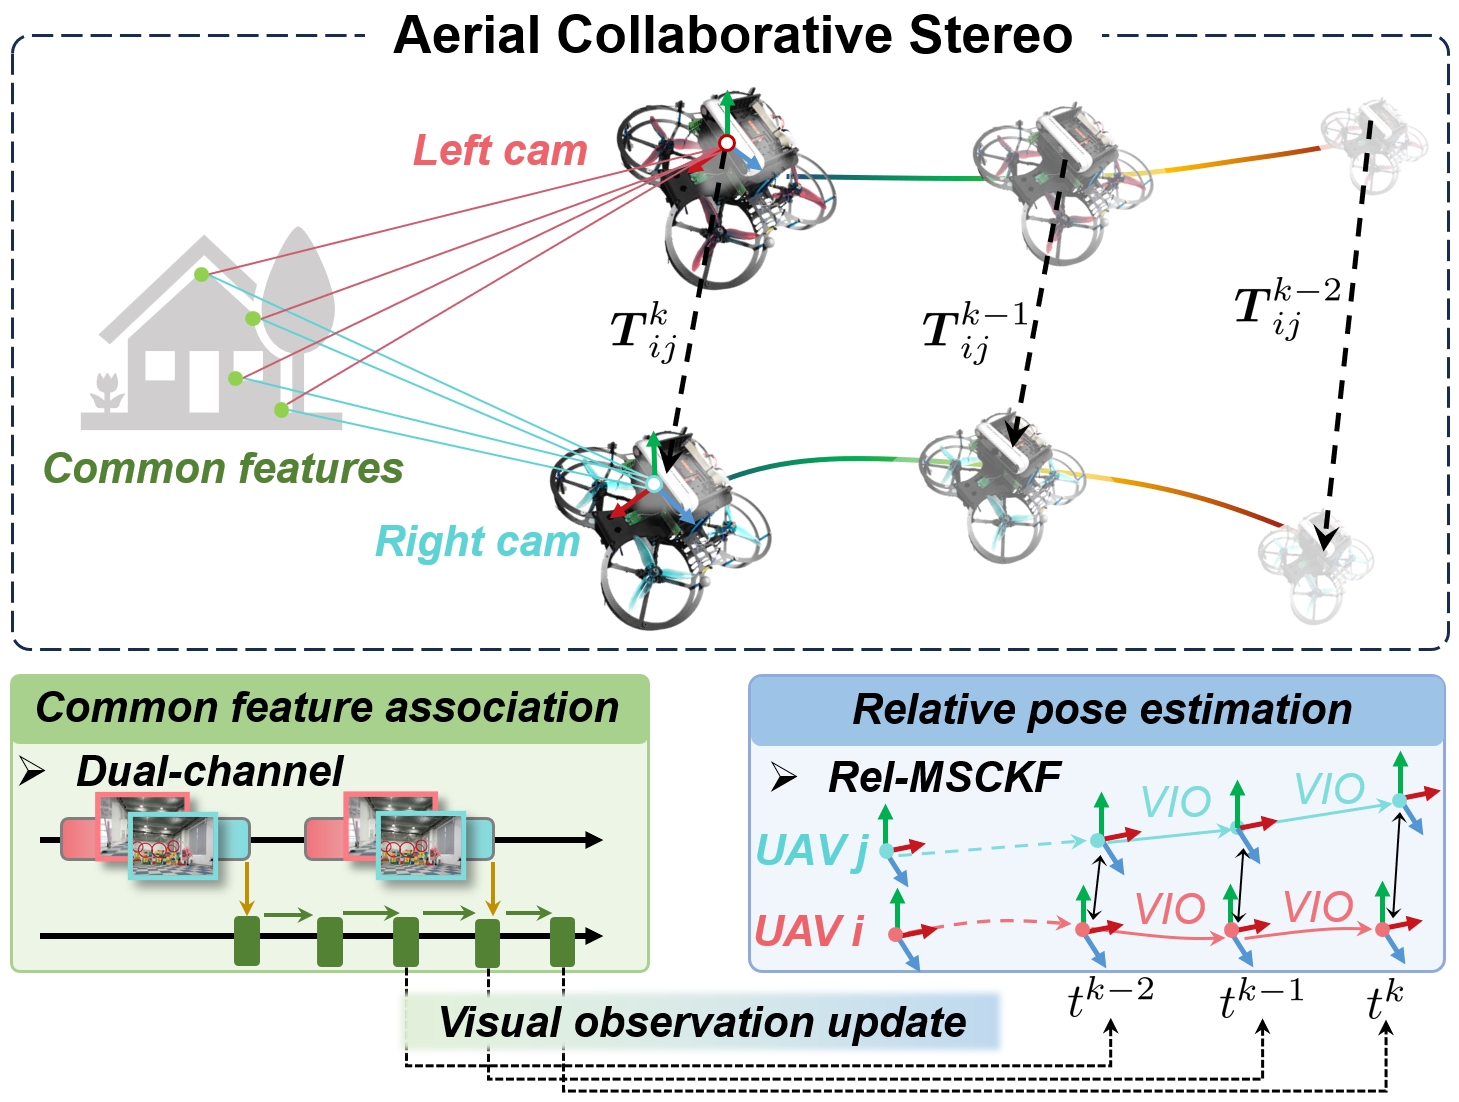 Aerial Collaborative Stereo
Left cam
Common features
Right cam
T_{ij}^{k}
T_{ij}^{k-1}
T_{ij}^{k-2}
Common feature association
➢ Dual-channel
Relative pose estimation
➢ Rel-MSCKF
UAV j
VIO
VIO
UAV i
VIO
VIO
t^{k-2}
t^{k-1}
t^{k}
Visual observation update